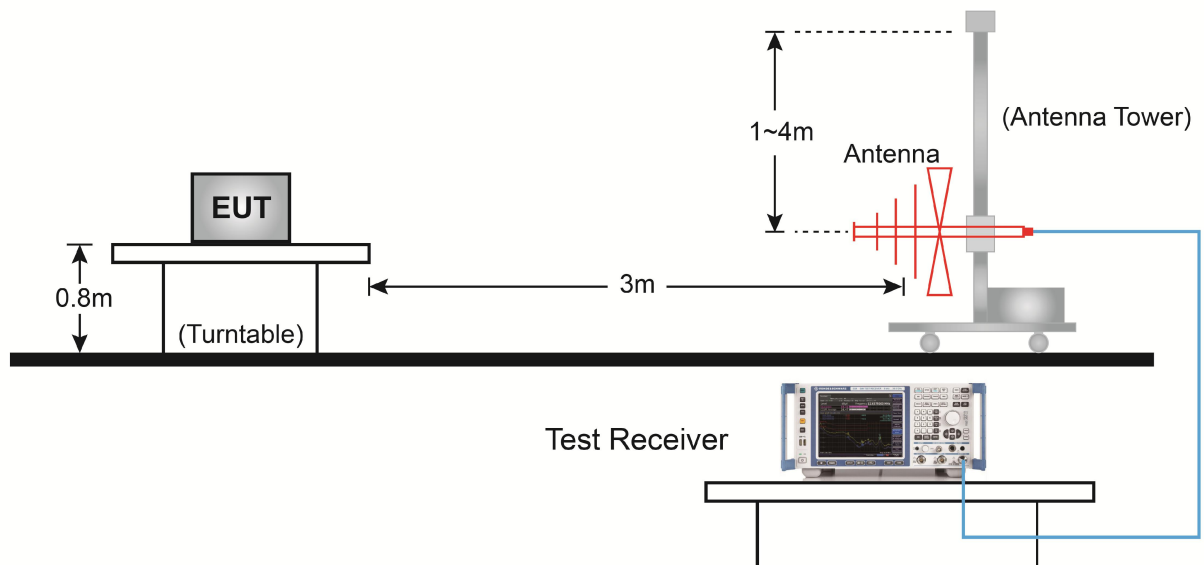 1~4m
(Antenna Tower)
Antenna
EUT
0.8m
3m
(Turntable)
Test Receiver